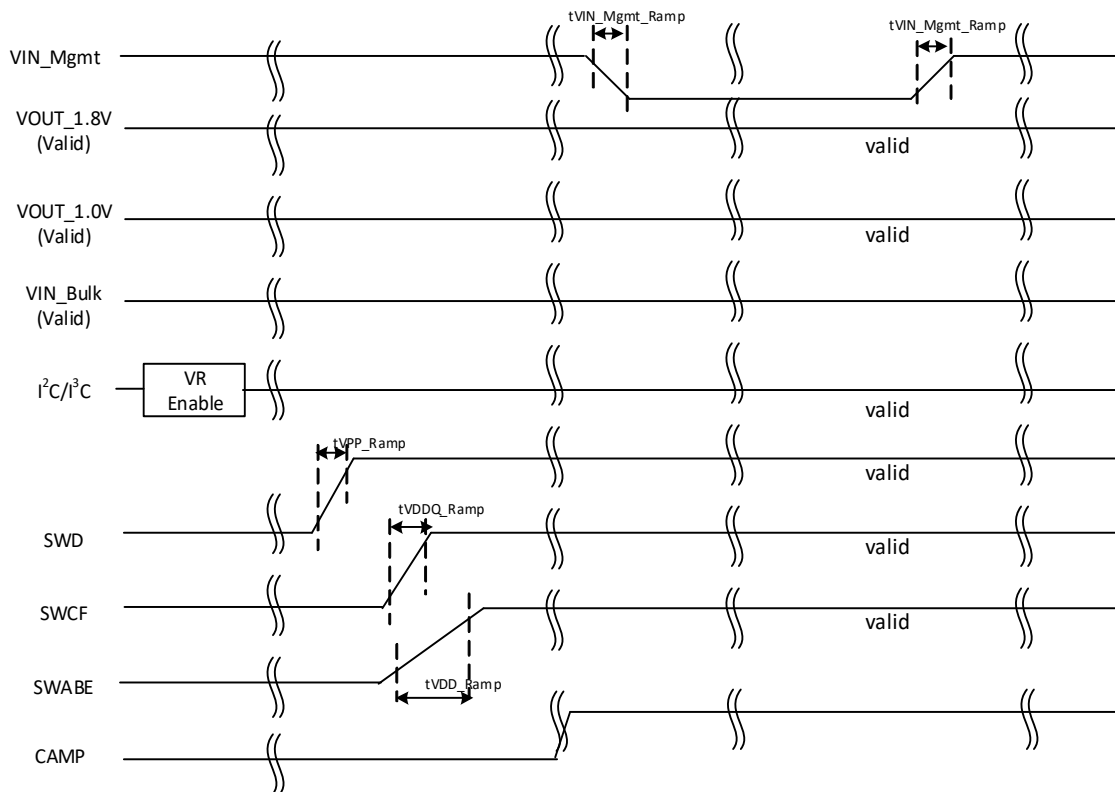 tVIN_Mgmt_Ramp
tVIN_Mgmt_Ramp
VIN_Mgmt
VOUT_1.8V
(Valid)
valid
VOUT_1.0V
(Valid)
valid
VIN_Bulk
(Valid)
I²C/I³C
VR
Enable
valid
tVPP_Ramp
valid
SWD
tVDDQ_Ramp
valid
SWCF
valid
SWABE
tVDD_Ramp
CAMP